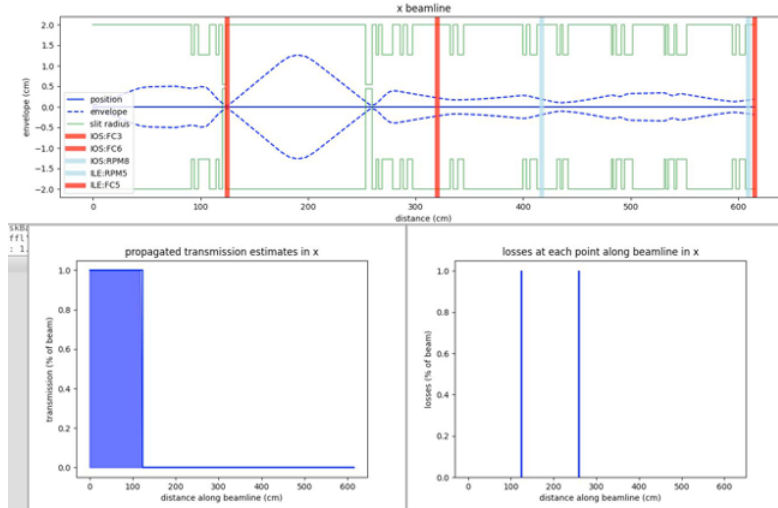 x beamline
2.0
1.5
1.0
0.5
0.0
−0.5
−1.0
−1.5
−2.0
envelope (cm)
position
envelope
slit radius
IOS:FC3
IOS:FC6
IOS:RPM8
ILE:RPM5
ILE:FC5
0 100 200 300 400 500 600
distance (cm)
skBa
ffl'
: 1.
propagated transmission estimates in x
1.0
0.8
0.6
0.4
0.2
0.0
transmission (% of beam)
0 100 200 300 400 500 600
distance along beamline (cm)
losses at each point along beamline in x
1.0
0.8
0.6
0.4
0.2
0.0
losses (% of beam)
0 100 200 300 400 500 600
distance along beamline (cm)